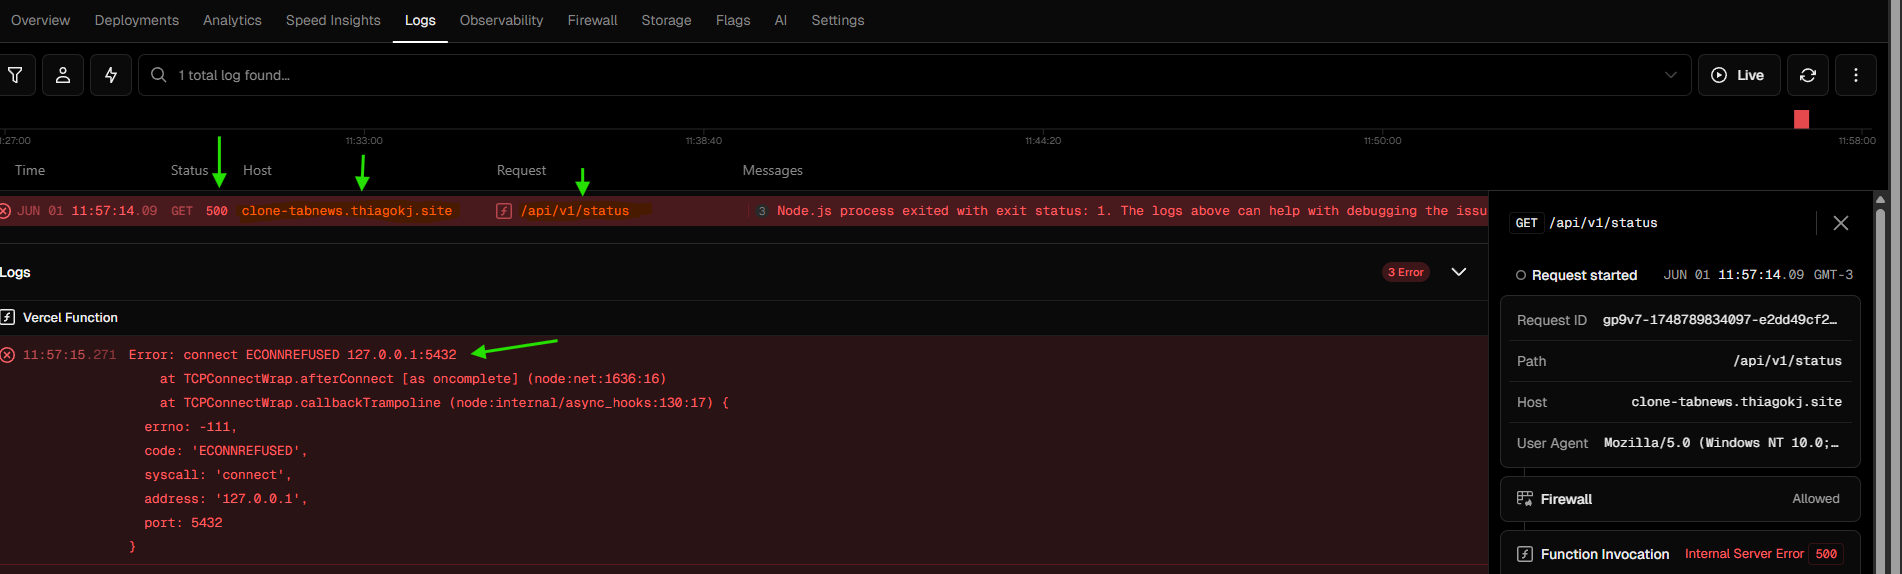 Overview Deployments Analytics Speed Insights Logs Observability Firewall Storage Flags AI Settings
1 total log found...
Live
:27:00 11:33:00 11:38:40 11:44:20 11:50:00 11:58:00
Time Status Host Request Messages
JUN 01 11:57:14.09 GET 500 clone-tabnews.thiagokj.site /api/v1/status 3 Node.js process exited with exit status: 1. The logs above can help with debugging the issu
Logs 3 Error
Vercel Function
11:57:15.271 Error: connect ECONNREFUSED 127.0.0.1:5432
at TCPConnectWrap.afterConnect [as oncomplete] (node:net:1636:16)
at TCPConnectWrap.callbackTrampoline (node:internal/async_hooks:130:17) {
errno: -111,
code: 'ECONNREFUSED',
syscall: 'connect',
address: '127.0.0.1',
port: 5432
}
GET /api/v1/status
Request started JUN 01 11:57:14.09 GMT-3
Request ID gp9v7-1748789834097-e2dd49cf2…
Path /api/v1/status
Host clone-tabnews.thiagokj.site
User Agent Mozilla/5.0 (Windows NT 10.0;…
Firewall Allowed
Function Invocation Internal Server Error 500